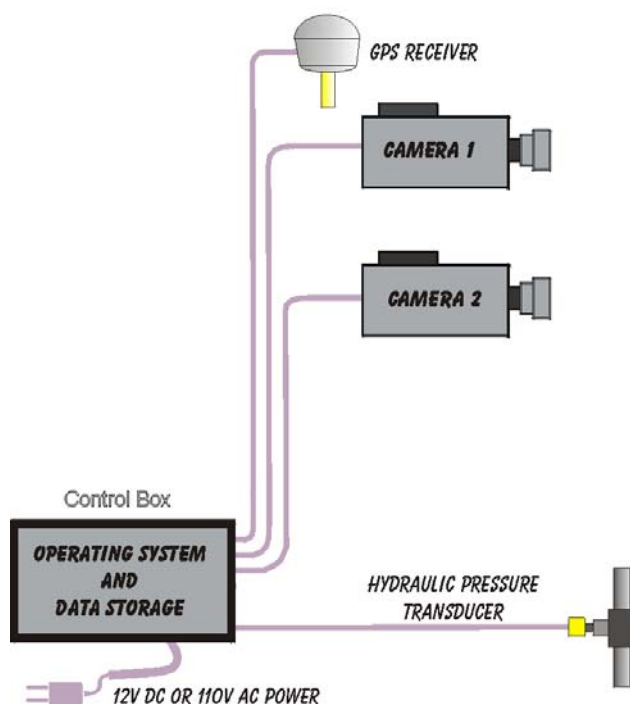 GPS RECEIVER
CAMERA 1
CAMERA 2
Control Box
OPERATING SYSTEM
AND
DATA STORAGE
HYDRAULIC PRESSURE
TRANSDUCER
12V DC OR 110V AC POWER